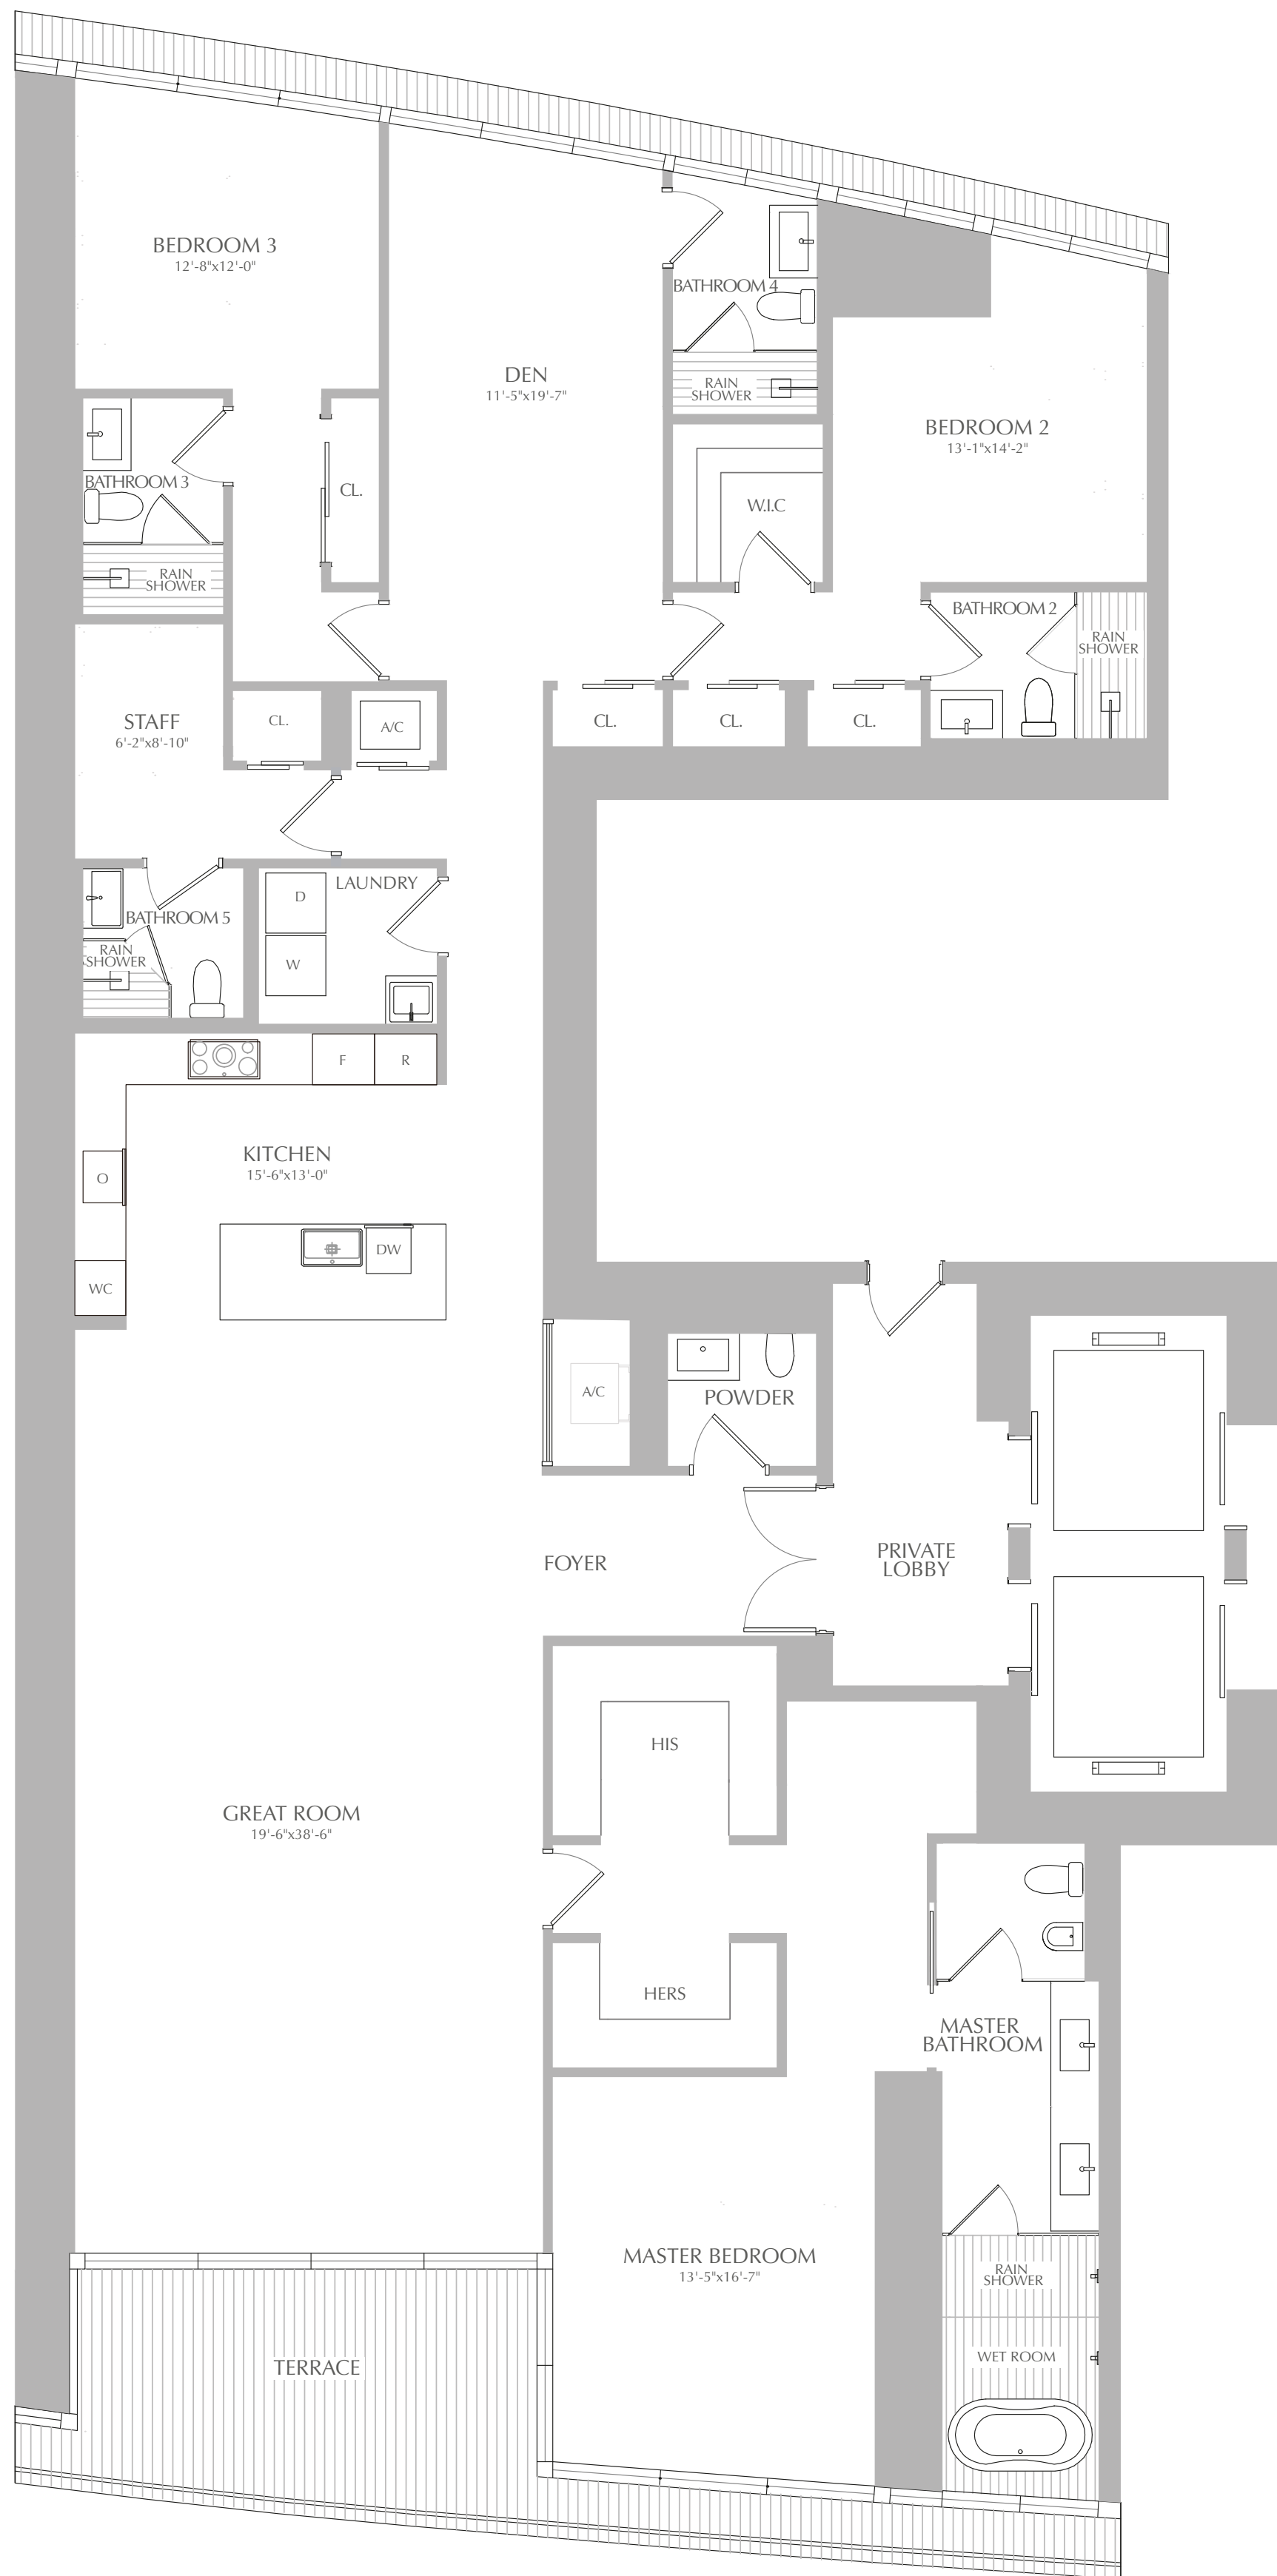 BEDROOM 3
12'-8"x12'-0"
BATHROOM 4
RAIN
SHOWER
DEN
11'-5"x19'-7"
BEDROOM 2
13'-1"x14'-2"
BATHROOM 3
CL.
W.I.C
RAIN
SHOWER
BATHROOM 2
RAIN
SHOWER
STAFF
6'-2"x8'-10"
CL.
A/C
CL.
CL.
CL.
LAUNDRY
D
BATHROOM 5
RAIN
SHOWER
W
F
R
KITCHEN
15'-6"x13'-0"
O
DW
WC
A/C
POWDER
FOYER
PRIVATE
LOBBY
HIS
GREAT ROOM
19'-6"x38'-6"
HERS
MASTER
BATHROOM
MASTER BEDROOM
13'-5"x16'-7"
RAIN
SHOWER
WET ROOM
TERRACE